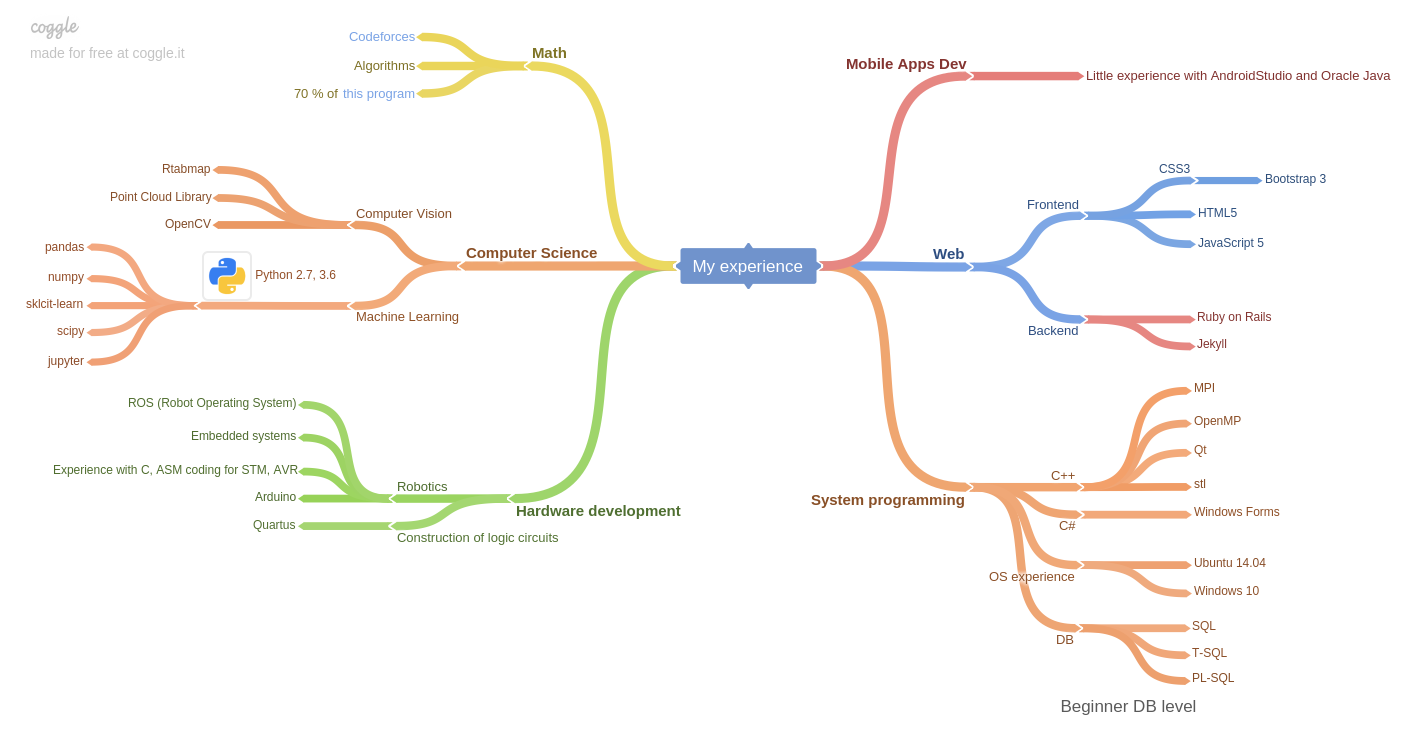 coggle
made for free at coggle.it
Codeforces
Algorithms
70 % of this program
Math
Rtabmap
Point Cloud Library
OpenCV
Computer Vision
Computer Science
pandas
numpy
sklcit-learn
scipy
jupyter
Python 2.7, 3.6
Machine Learning
ROS (Robot Operating System)
Embedded systems
Experience with C, ASM coding for STM, AVR
Arduino
Quartus
Robotics
Construction of logic circuits
Hardware development
My experience
Mobile Apps Dev
Little experience with AndroidStudio and Oracle Java
Web
Frontend
CSS3
Bootstrap 3
HTML5
JavaScript 5
Backend
Ruby on Rails
Jekyll
System programming
C++
MPI
OpenMP
Qt
stl
C#
Windows Forms
OS experience
Ubuntu 14.04
Windows 10
DB
SQL
T-SQL
PL-SQL
Beginner DB level